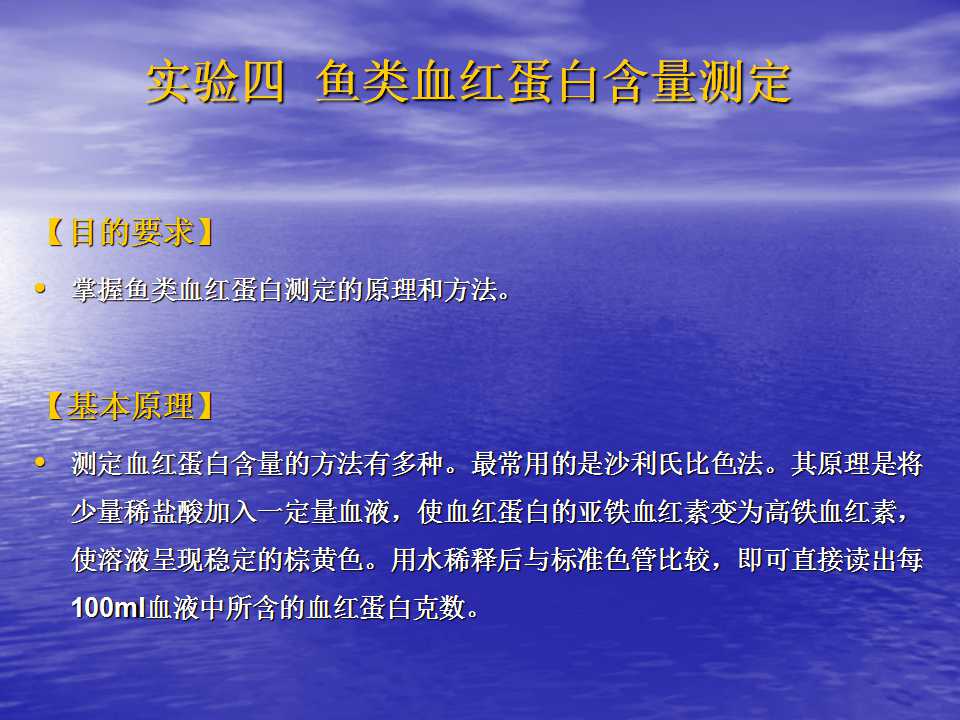 实验四 鱼类血红蛋白含量测定
【目的要求】
• 掌握鱼类血红蛋白测定的原理和方法。
【基本原理】
• 测定血红蛋白含量的方法有多种。最常用的是沙利氏比色法。其原理是将
少量稀盐酸加入一定量血液，使血红蛋白的亚铁血红素变为高铁血红素，
使溶液呈现稳定的棕黄色。用水稀释后与标准色管比较，即可直接读出每
100ml血液中所含的血红蛋白克数。